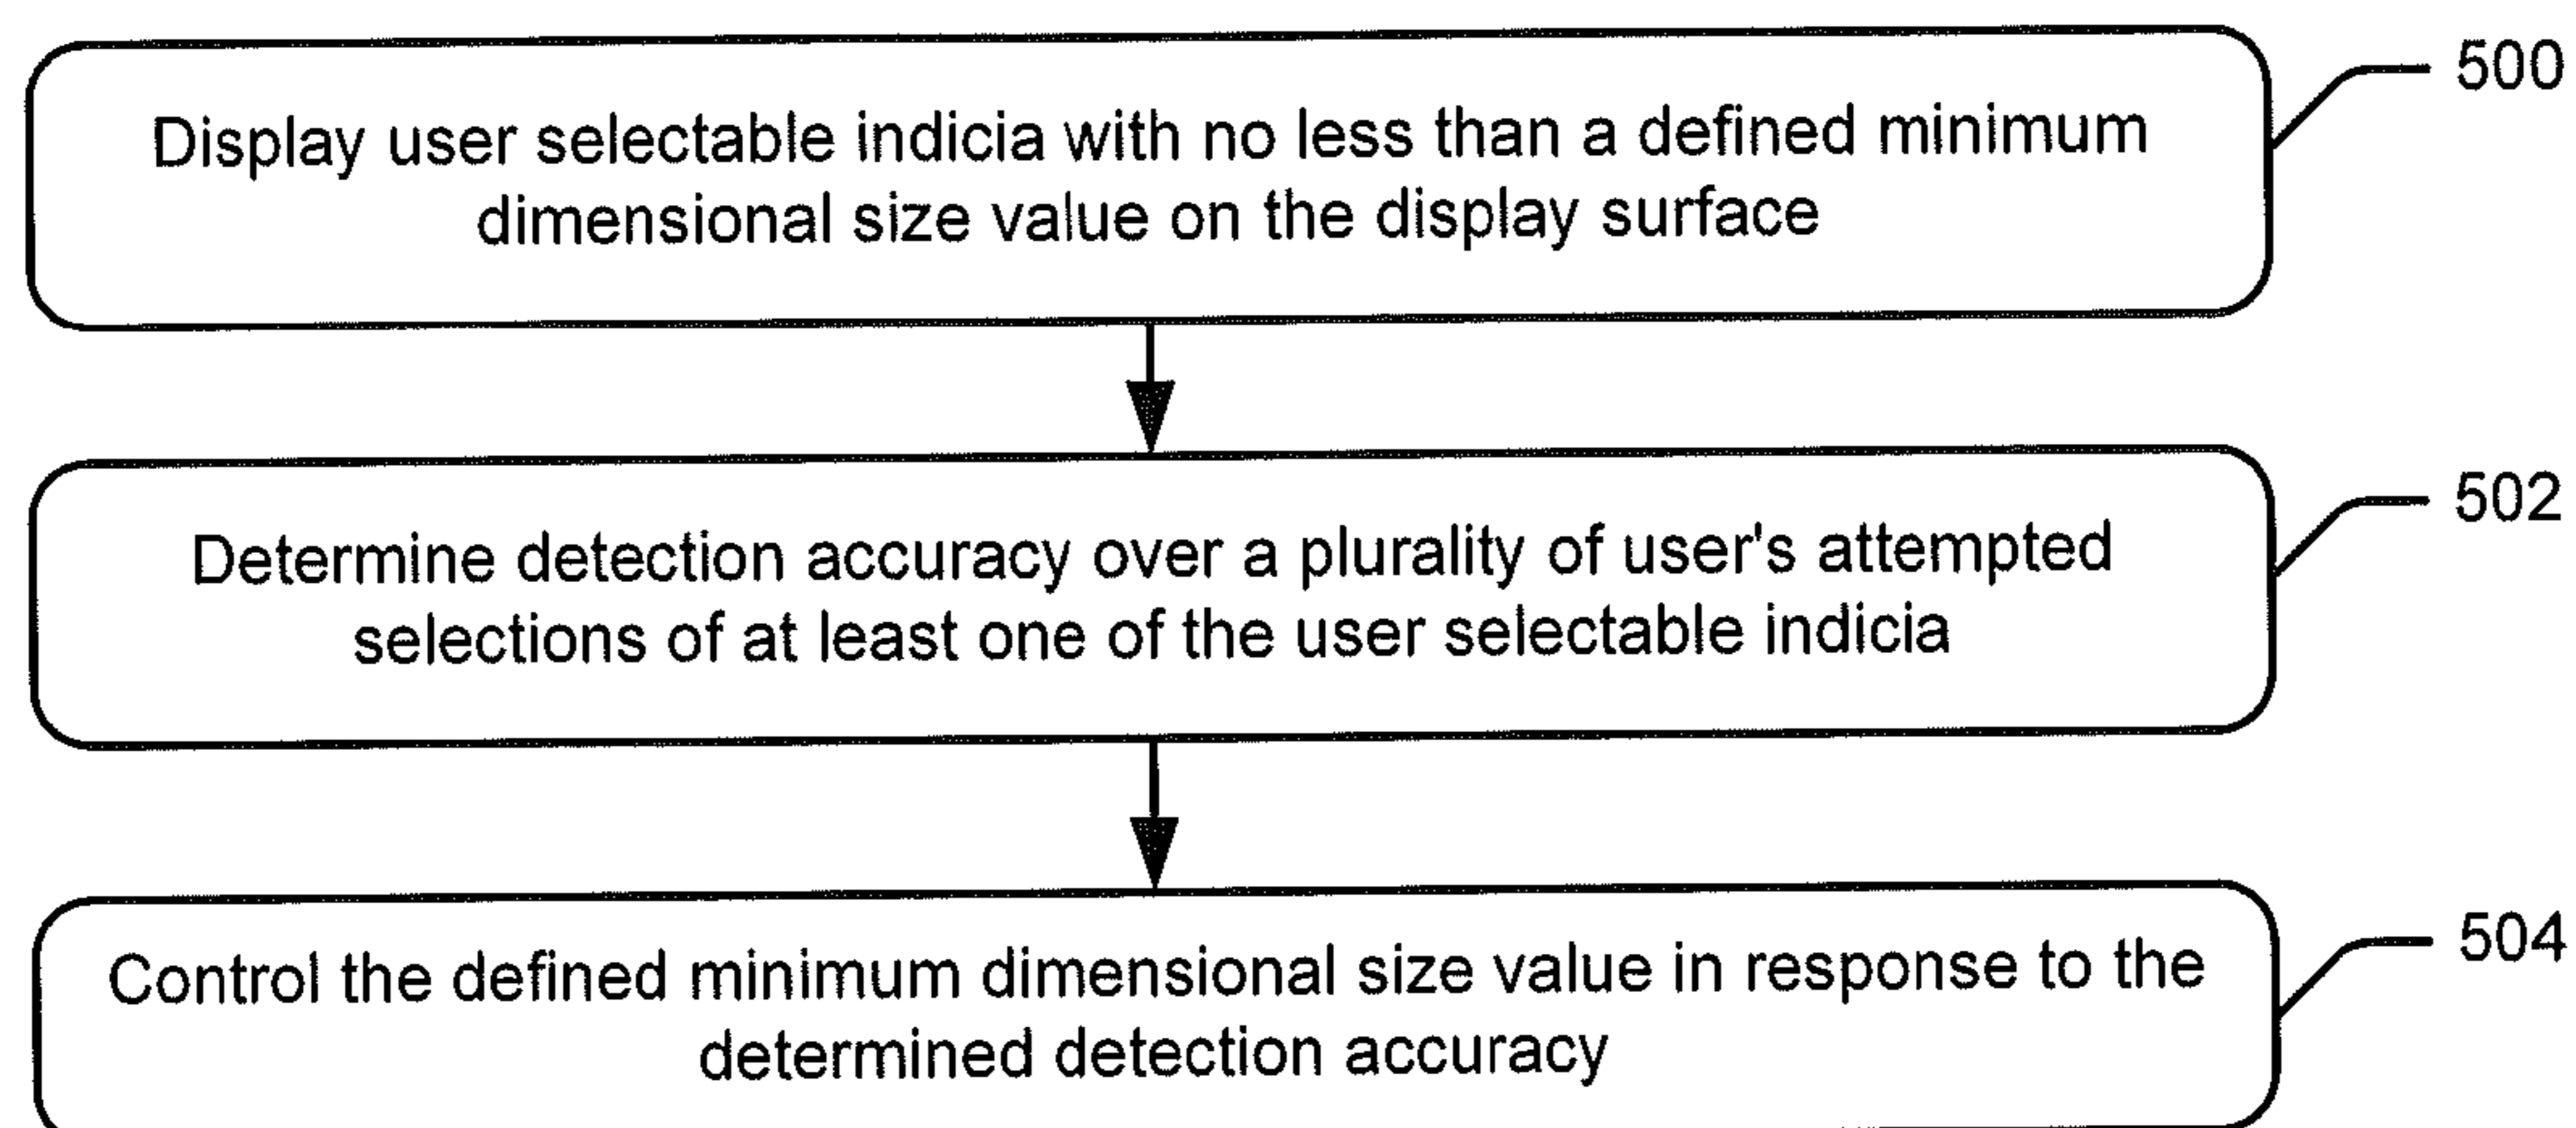 Display user selectable indicia with no less than a defined minimum
dimensional size value on the display surface
500
Determine detection accuracy over a plurality of user's attempted
selections of at least one of the user selectable indicia
502
Control the defined minimum dimensional size value in response to the
determined detection accuracy
504